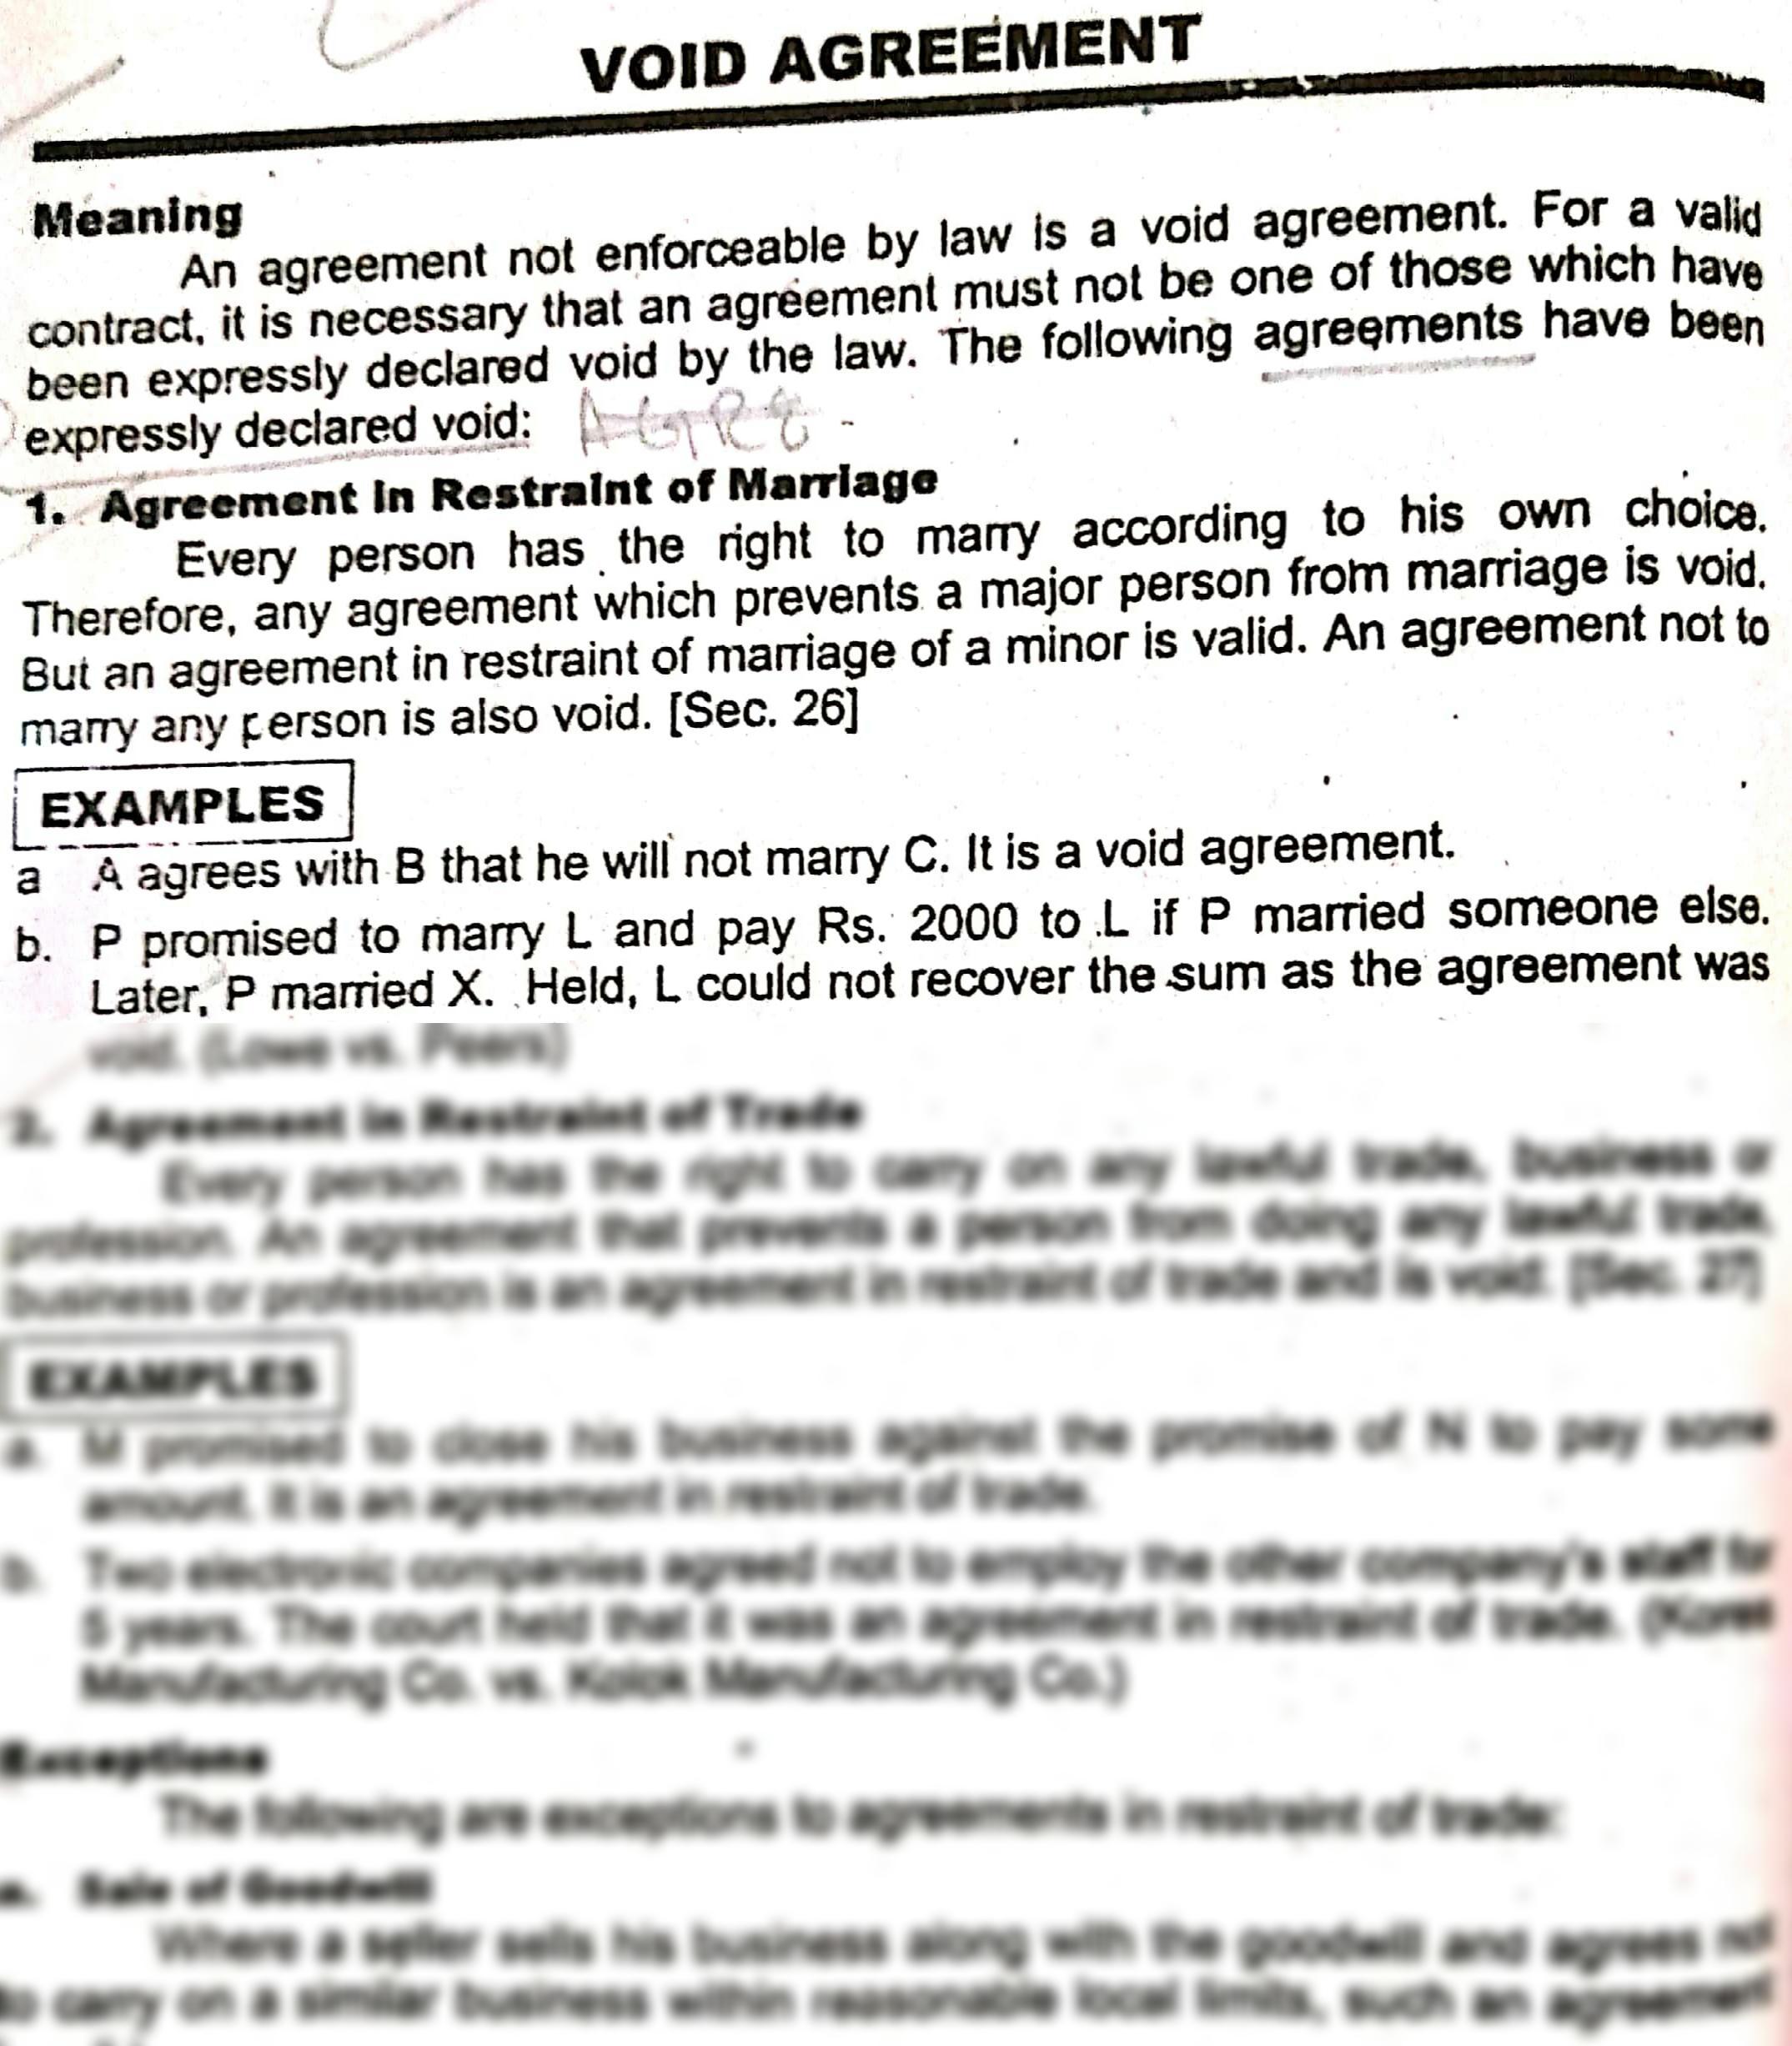 VOID AGREEMENT
Meaning
An agreement not enforceable by law is a void agreement. For a valid
contract, it is necessary that an agreement must not be one of those which have
been expressly declared void by the law. The following agreements have been
expressly declared void:
1. Agreement in Restraint of Marriage
Every person has the right to marry according to his own choice.
Therefore, any agreement which prevents a major person from marriage is void.
But an agreement in restraint of marriage of a minor is valid. An agreement not to
marry any person is also void. [Sec. 26]
EXAMPLES
a A agrees with B that he will not marry C. It is a void agreement.
b. P promised to marry L and pay Rs. 2000 to L if P married someone else.
Later, P married X. Held, L could not recover the sum as the agreement was
void. (Lowe vs. Peers)
2. Agreement in Restraint of Trade
Every person has the right to carry on any lawful trade, business or
profession. An agreement that prevents a person from doing any lawful trade,
business or profession is an agreement in restraint of trade and is void. [Sec. 27]
EXAMPLES
a. M promised to close his business against the promise of N to pay some
amount. It is an agreement in restraint of trade.
b. Two electronic companies agreed not to employ the other company's staff for
5 years. The court held that it was an agreement in restraint of trade. (Kores
Manufacturing Co. vs. Kolok Manufacturing Co.)
Exceptions
The following are exceptions to agreements in restraint of trade:
a. Sale of Goodwill
Where a seller sells his business along with the goodwill and agrees not
to carry on a similar business within reasonable local limits, such an agreement